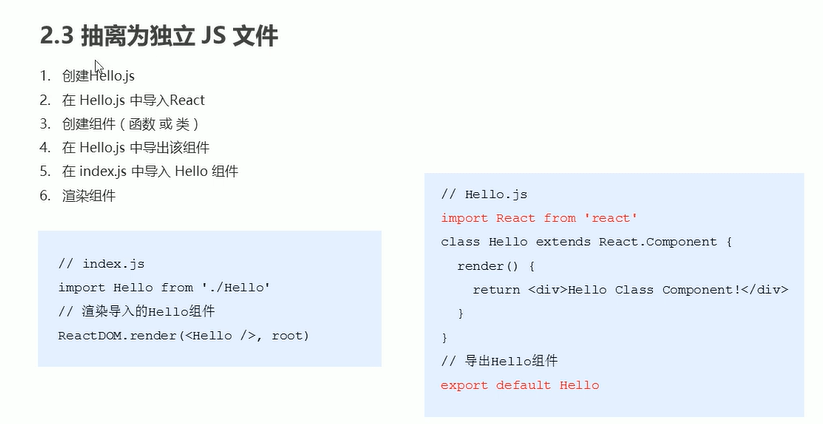 2.3 抽离为独立 JS 文件
1. 创建Hello.js
2. 在 Hello.js 中导入React
3. 创建组件 ( 函数 或 类 )
4. 在 Hello.js 中导出该组件
5. 在 index.js 中导入 Hello 组件
6. 渲染组件
// index.js
import Hello from './Hello'
// 渲染导入的Hello组件
ReactDOM.render(<Hello />, root)
// Hello.js
import React from 'react'
class Hello extends React.Component {
  render() {
    return <div>Hello Class Component!</div>
  }
}
// 导出Hello组件
export default Hello